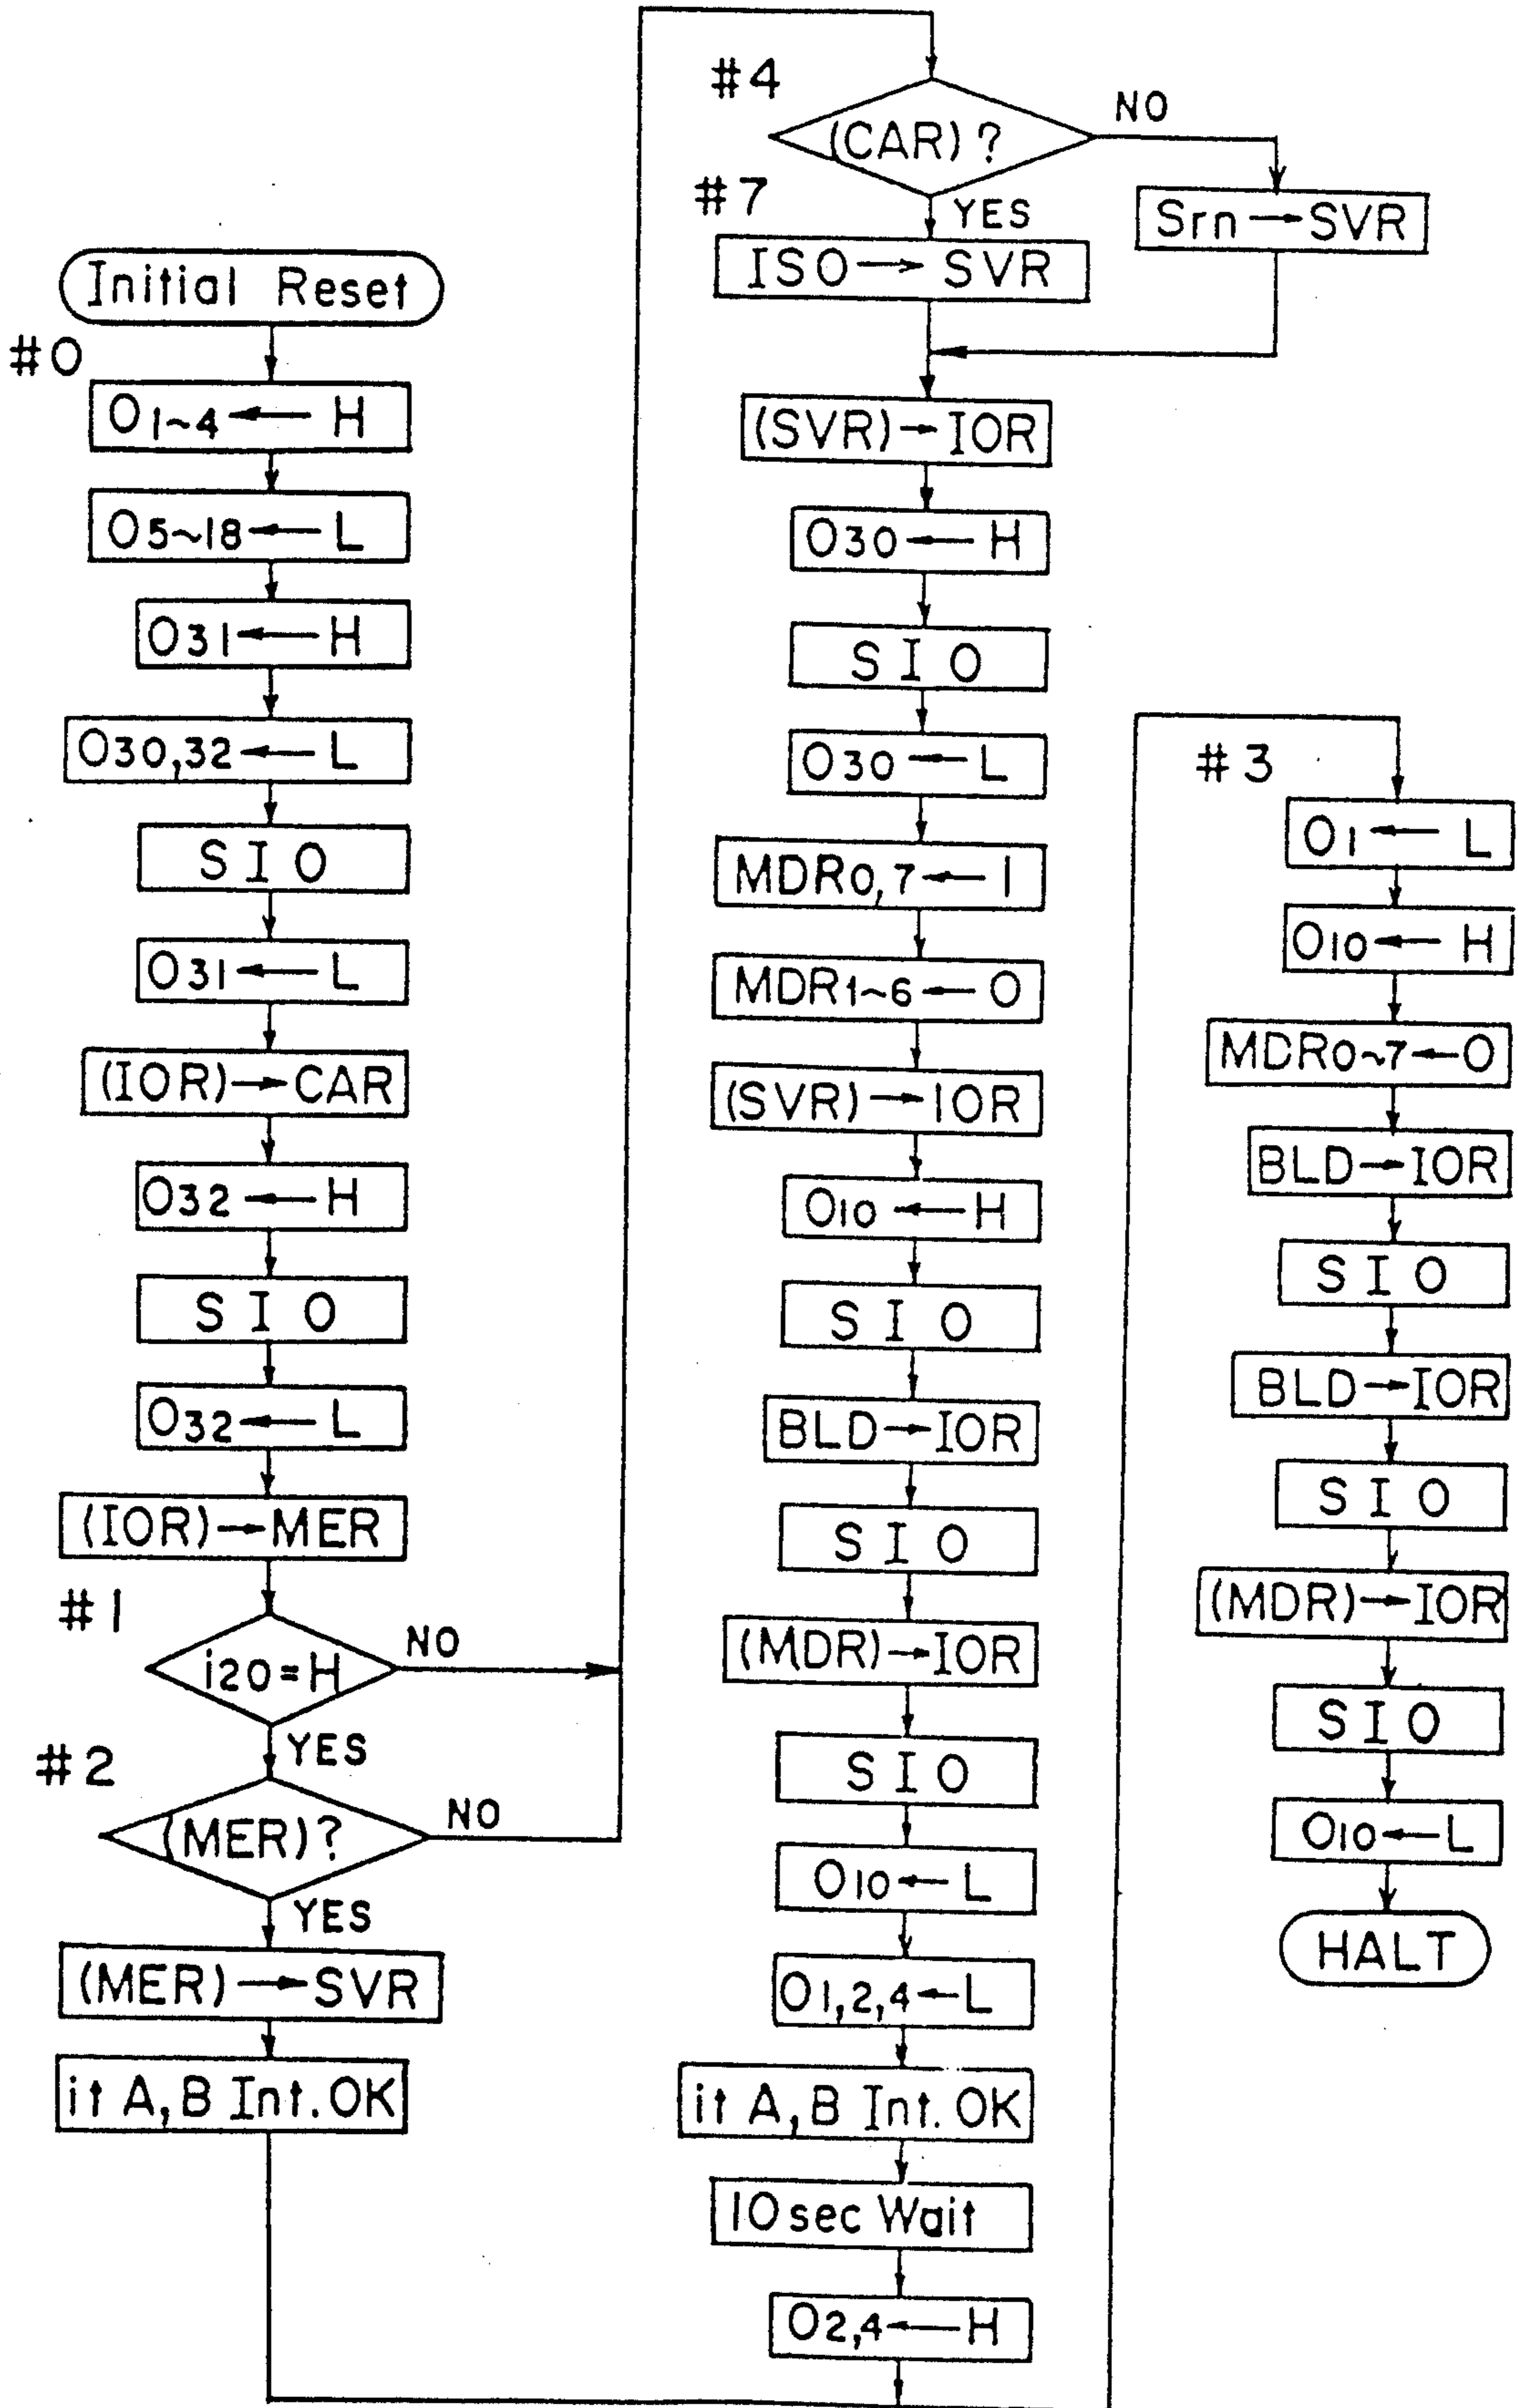 Initial Reset
#0
O1~4 ← H
O5~18 ← L
O31 ← H
O30,32 ← L
SIO
O31 ← L
(IOR) → CAR
O32 ← H
SIO
O32 ← L
(IOR) → MER
#1
i20=H
NO
YES
#2
(MER)?
NO
YES
(MER) → SVR
it A,B Int. OK
#4
(CAR)?
NO
#7
YES
Srn → SVR
ISO → SVR
(SVR) → IOR
O30 ← H
SIO
O30 ← L
MDR0,7 ← 1
MDR1~6 ← O
(SVR) → IOR
O10 ← H
SIO
BLD → IOR
SIO
(MDR) → IOR
SIO
O10 ← L
O1,2,4 ← L
it A,B Int. OK
10sec Wait
O2,4 ← H
#3
O1 ← L
O10 ← H
MDR0~7 ← O
BLD → IOR
SIO
BLD → IOR
SIO
(MDR) → IOR
SIO
O10 ← L
HALT